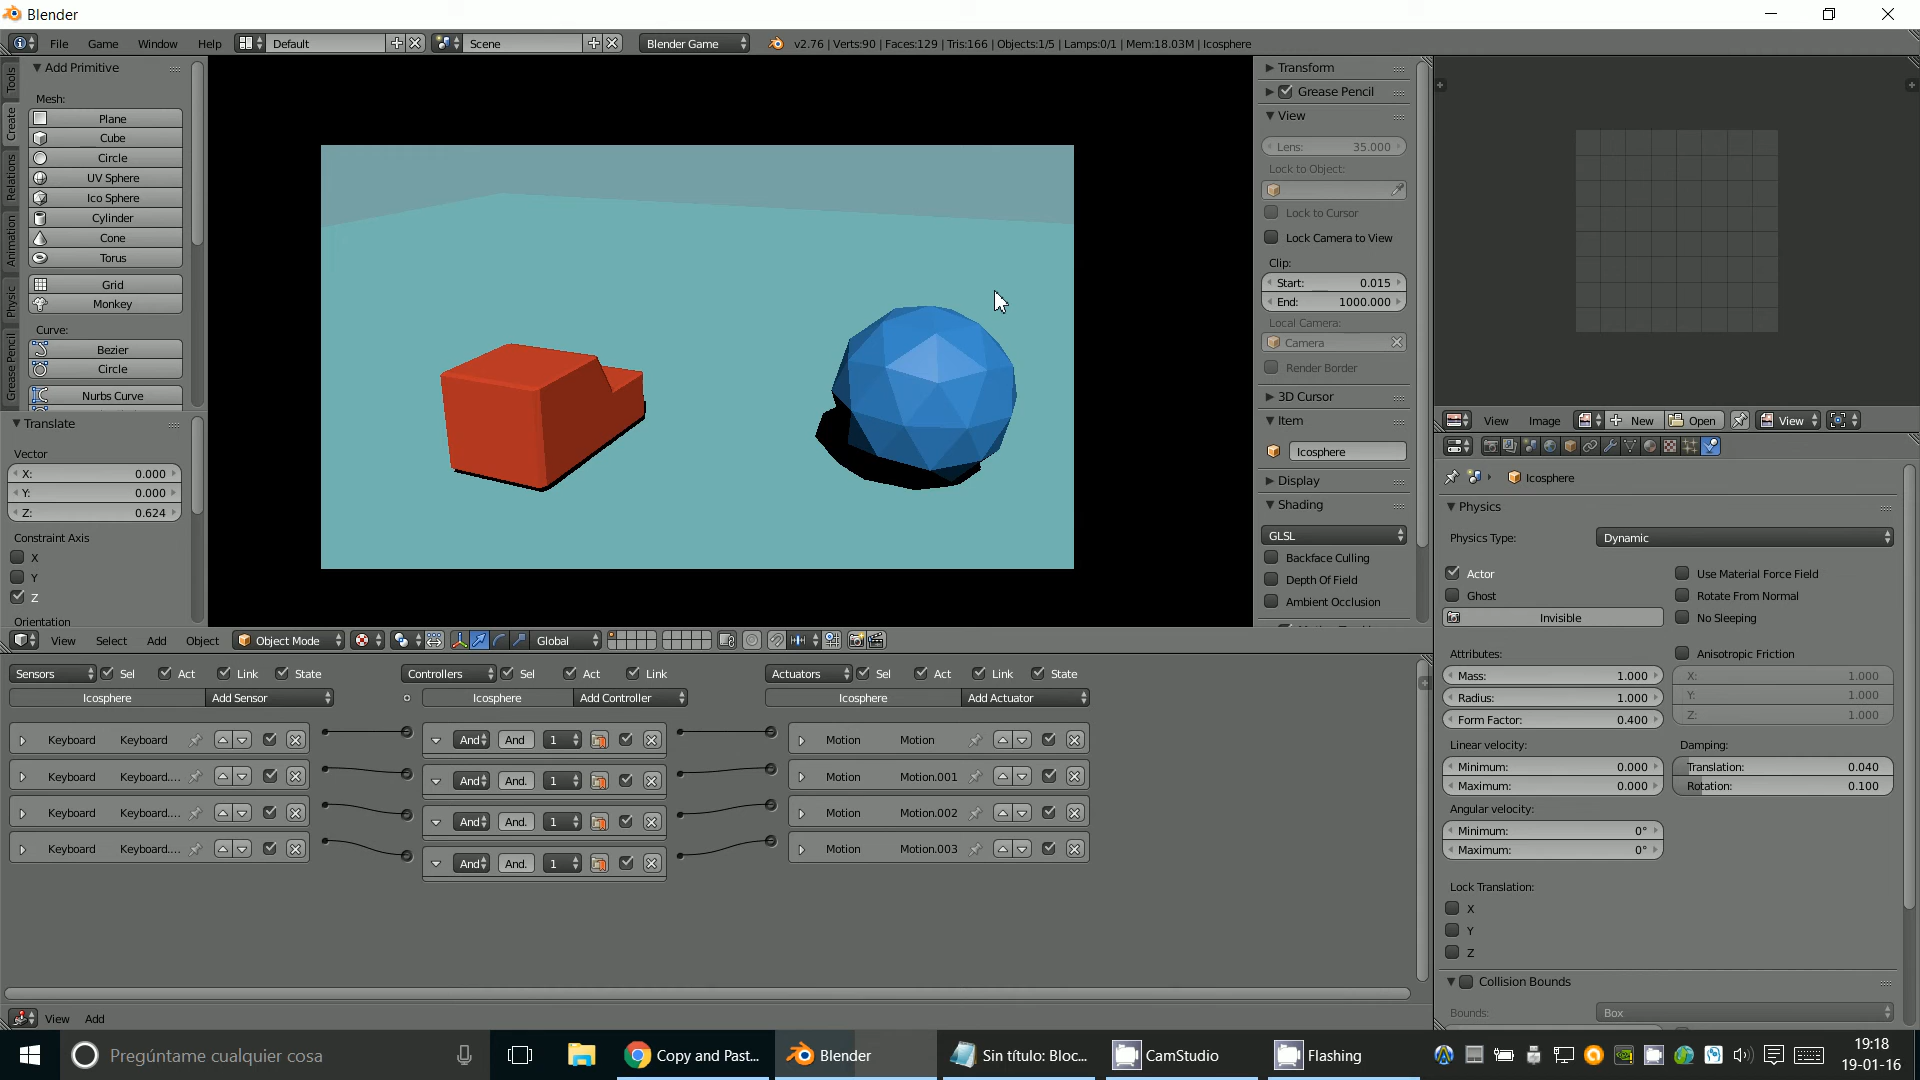 Blender
File Game Window Help Default Scene Blender Game v2.76 | Verts:90 | Faces:129 | Tris:166 | Objects:1/5 | Lamps:0/1 | Mem:18.03M | Icosphere
Tools
Create
Relations
Animation
Physic
Grease Pencil
Add Primitive
Mesh:
Plane
Cube
Circle
UV Sphere
Ico Sphere
Cylinder
Cone
Torus
Grid
Monkey
Curve:
Bezier
Circle
Nurbs Curve
Translate
Vector
X: 0.000
Y: 0.000
Z: 0.624
Constraint Axis
X
Y
Z
Orientation
Transform
Grease Pencil
View
Lens: 35.000
Lock to Object:
Lock to Cursor
Lock Camera to View
Clip:
Start: 0.015
End: 1000.000
Local Camera:
Camera
Render Border
3D Cursor
Item
Icosphere
Display
Shading
GLSL
Backface Culling
Depth Of Field
Ambient Occlusion
View Select Add Object Object Mode Global
Sensors Sel Act Link State Controllers Sel Act Link Actuators Sel Act Link State
Icosphere Add Sensor Icosphere Add Controller Icosphere Add Actuator
Keyboard Keyboard And And 1 Motion Motion
Keyboard Keyboard.... And And. 1 Motion Motion.001
Keyboard Keyboard.... And And. 1 Motion Motion.002
Keyboard Keyboard.... And And. 1 Motion Motion.003
View Add
View Image New Open View
Icosphere
Physics
Physics Type: Dynamic
Actor Use Material Force Field
Ghost Rotate From Normal
Invisible No Sleeping
Attributes: Anisotropic Friction
Mass: 1.000 X: 1.000
Radius: 1.000 Y: 1.000
Form Factor: 0.400 Z: 1.000
Linear velocity: Damping:
Minimum: 0.000 Translation: 0.040
Maximum: 0.000 Rotation: 0.100
Angular velocity:
Minimum: 0°
Maximum: 0°
Lock Translation:
X
Y
Z
Collision Bounds
Bounds: Box
Pregúntame cualquier cosa Copy and Past... Blender Sin título: Bloc... CamStudio Flashing 19:18
19-01-16